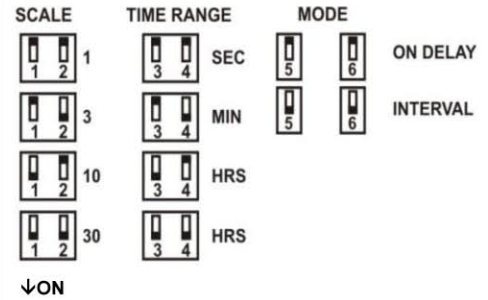 SCALE TIME RANGE MODE
1 2 1 3 4 SEC 5 6 ON DELAY
1 2 3 3 4 MIN 5 6 INTERVAL
1 2 10 3 4 HRS
1 2 30 3 4 HRS
↓ON